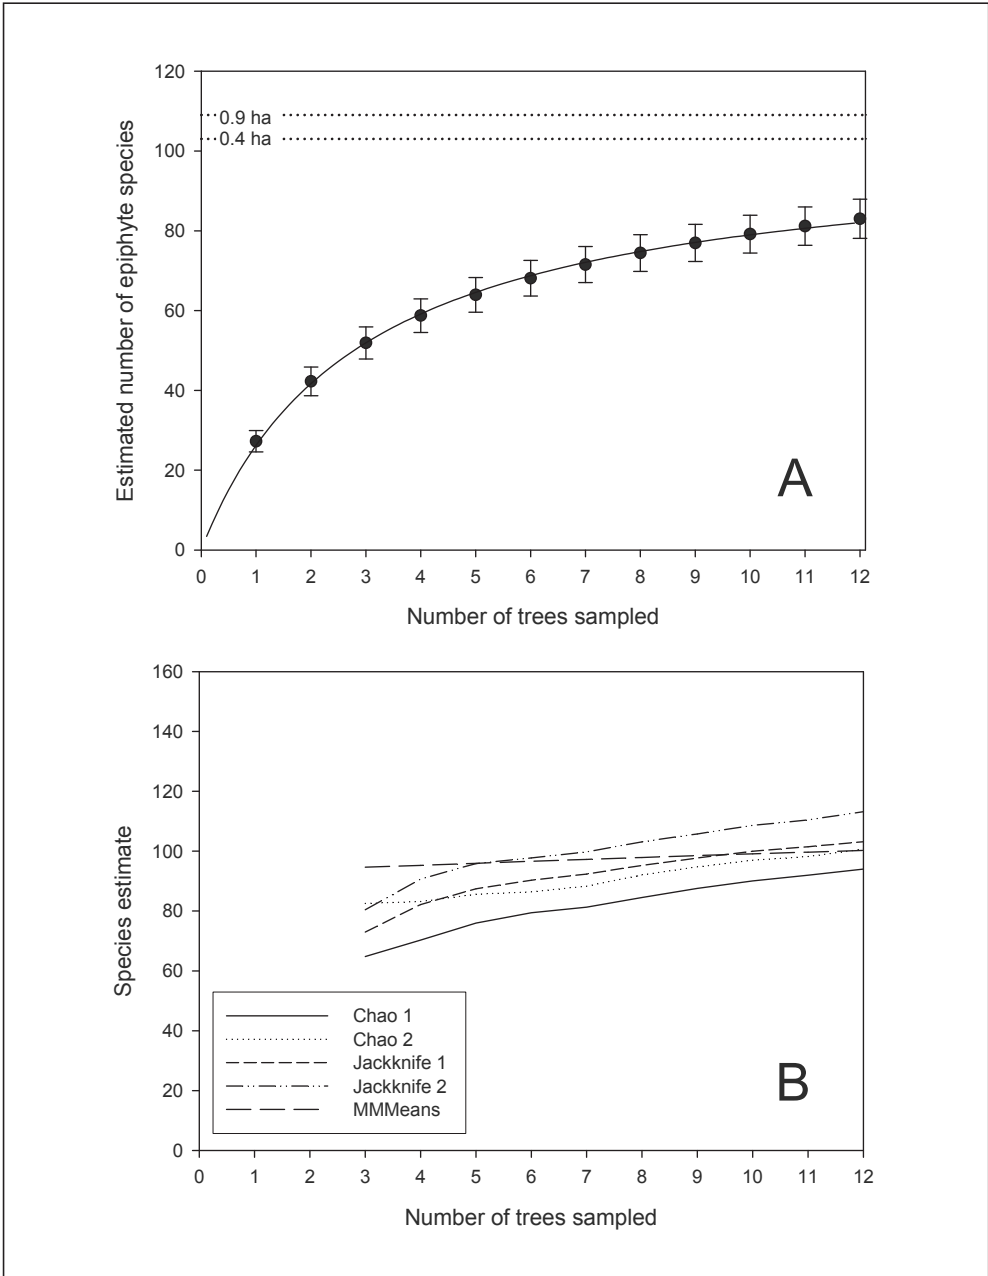 120
100
80
60
40
20
0
0.9 ha
0.4 ha
Estimated number of epiphyte species
A
0 1 2 3 4 5 6 7 8 9 10 11 12
Number of trees sampled
160
140
120
100
80
60
40
20
0
Species estimate
Chao 1
Chao 2
Jackknife 1
Jackknife 2
MMMeans
B
0 1 2 3 4 5 6 7 8 9 10 11 12
Number of trees sampled